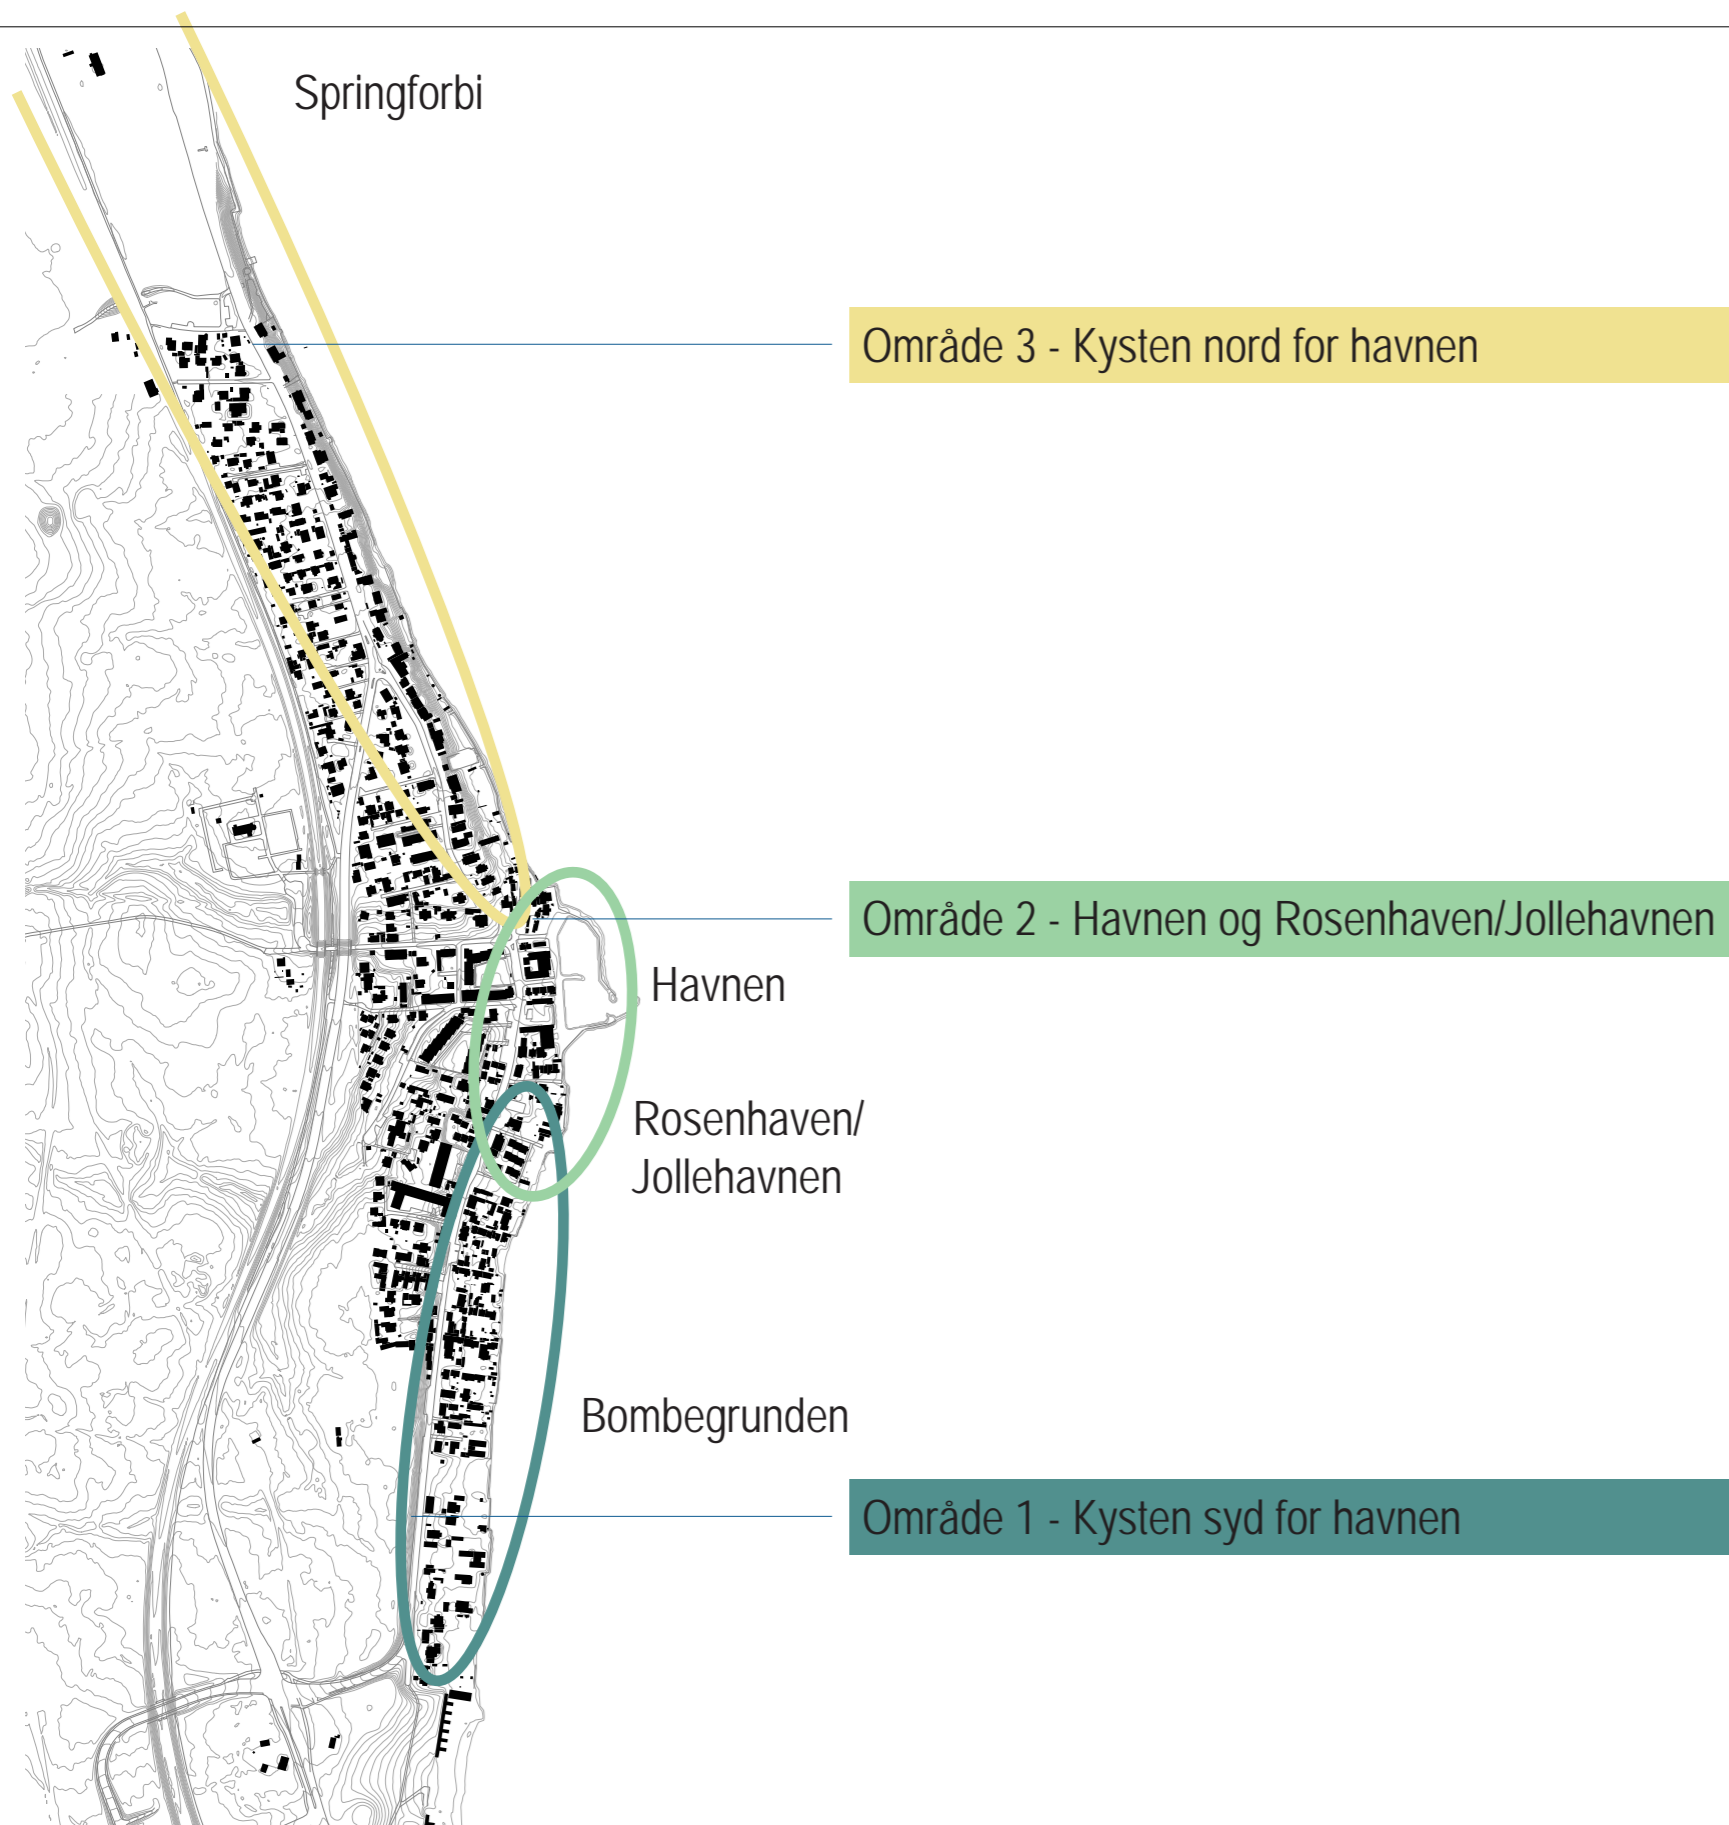 Springforbi
Område 3 - Kysten nord for havnen
Område 2 - Havnen og Rosenhaven/Jollehavnen
Havnen
Rosenhaven/
Jollehavnen
Bombegrunden
Område 1 - Kysten syd for havnen